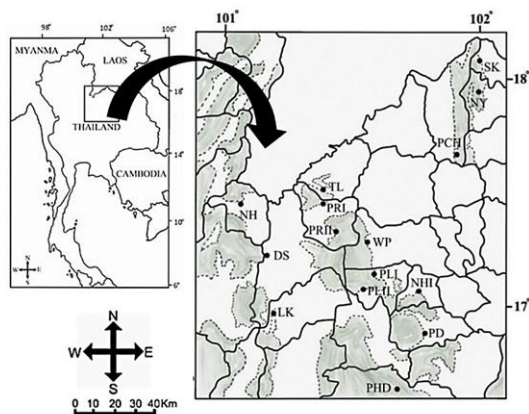 98° 102° 106°
MYANMA
LAOS
18°
THAILAND
14°
CAMBODIA
10°
6°
N
W E
S
N
W E
S
0 10 20 30 40Km
101° 102°
18°
17°
SK
NY
PCH
TL
NH
PRI
PRII
WP
DS
PLI
PLII
NHI
LK
PD
PHD